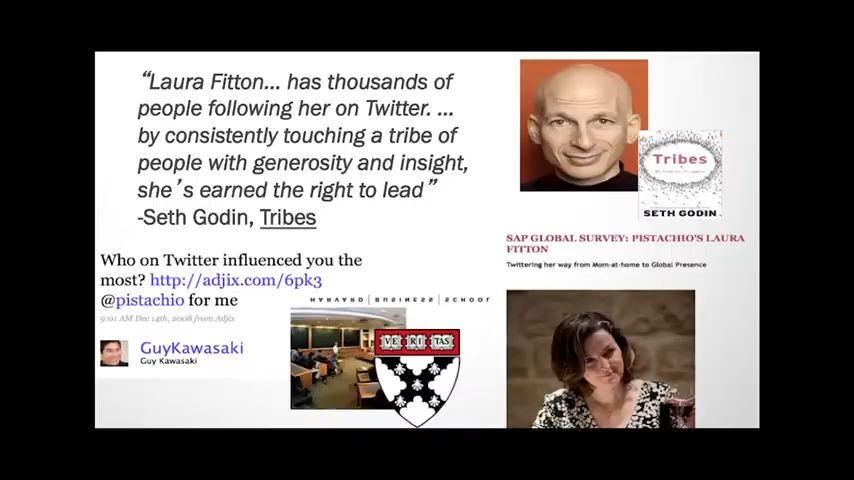 “Laura Fitton... has thousands of
people following her on Twitter. ...
by consistently touching a tribe of
people with generosity and insight,
she’s earned the right to lead”
-Seth Godin, Tribes
Tribes
SETH GODIN
SAP GLOBAL SURVEY: PISTACHIO'S LAURA
FITTON
Twittering her way from Mom-at-home to Global Presence
Who on Twitter influenced you the
most? http://adjix.com/6pk3
@pistachio for me
9:01 AM Dec 14th, 2008 from Adjix
GuyKawasaki
Guy Kawasaki
HARVARD | BUSINESS | SCHOOL
VE RI TAS